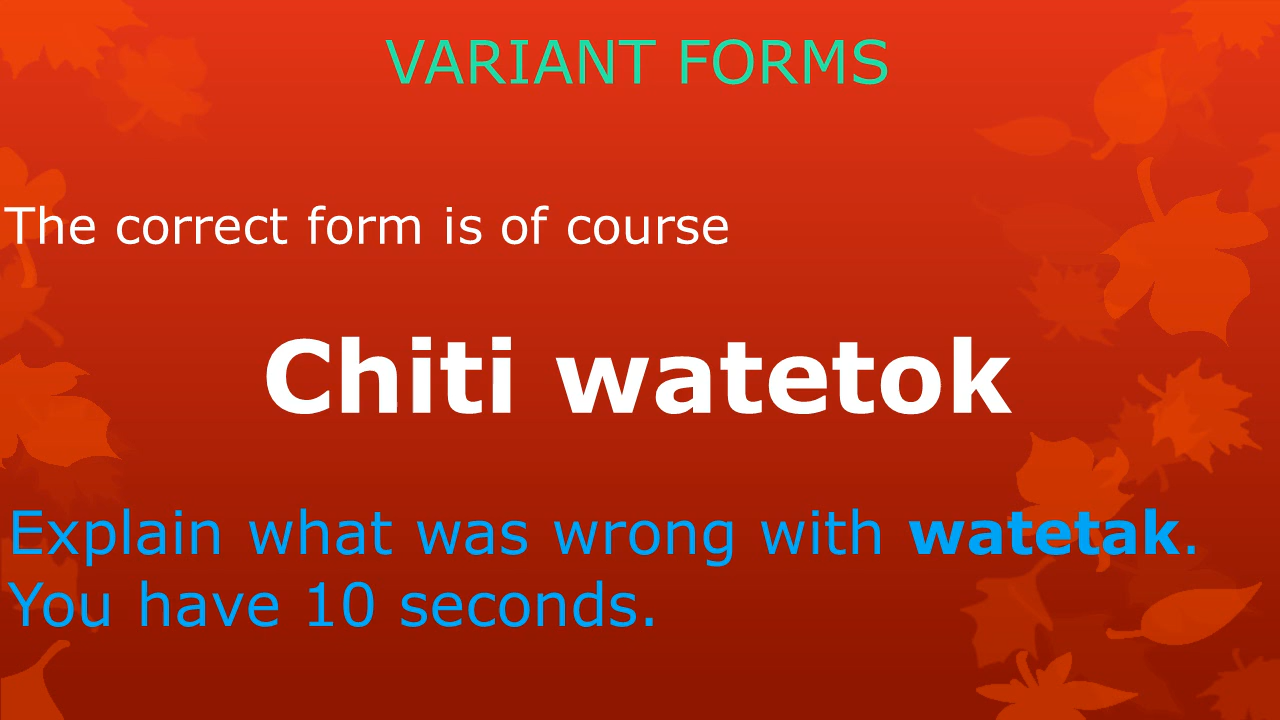 VARIANT FORMS
The correct form is of course
Chiti watetok
Explain what was wrong with watetak.
You have 10 seconds.